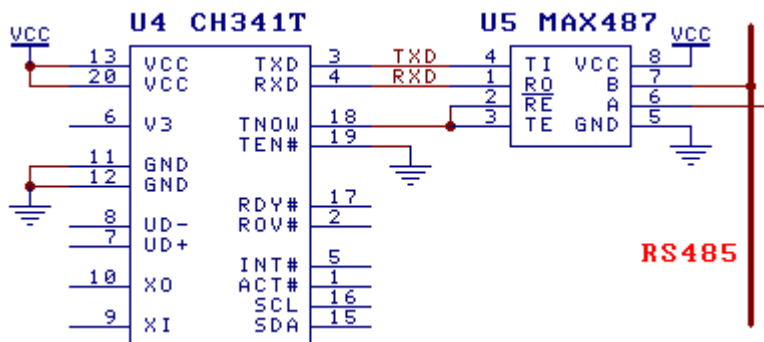 U4 CH341T
U5 MAX487
VCC
VCC
13 VCC TXD 3 TXD 4 TI VCC 8
20 VCC RXD 4 RXD 1 RO B 7
2 RE A 6
6 V3 TNOW 18 3 TE GND 5
TEN# 19
11 GND
12 GND
RDY# 17
8 UD- ROV# 2
7 UD+
INT# 5
RS485
10 XO ACT# 1
SCL 16
9 XI SDA 15